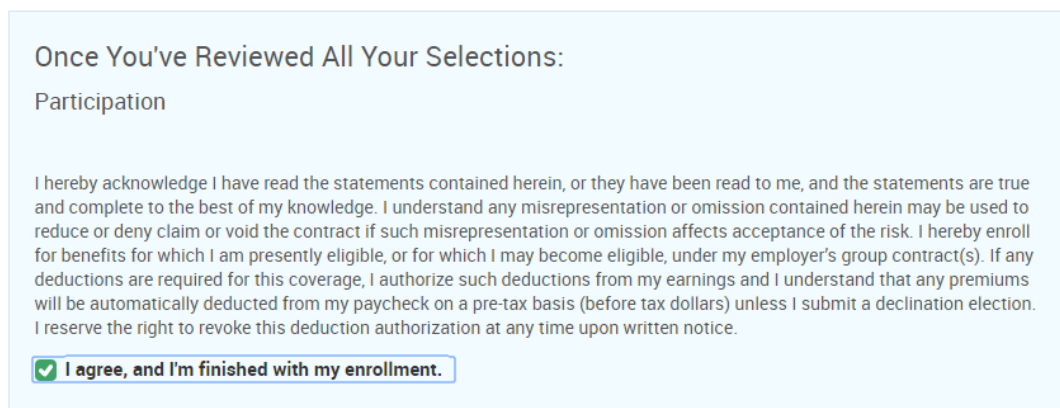 Once You've Reviewed All Your Selections:
Participation
I hereby acknowledge I have read the statements contained herein, or they have been read to me, and the statements are true
and complete to the best of my knowledge. I understand any misrepresentation or omission contained herein may be used to
reduce or deny claim or void the contract if such misrepresentation or omission affects acceptance of the risk. I hereby enroll
for benefits for which I am presently eligible, or for which I may become eligible, under my employer's group contract(s). If any
deductions are required for this coverage, I authorize such deductions from my earnings and I understand that any premiums
will be automatically deducted from my paycheck on a pre-tax basis (before tax dollars) unless I submit a declination election.
I reserve the right to revoke this deduction authorization at any time upon written notice.
I agree, and I'm finished with my enrollment.